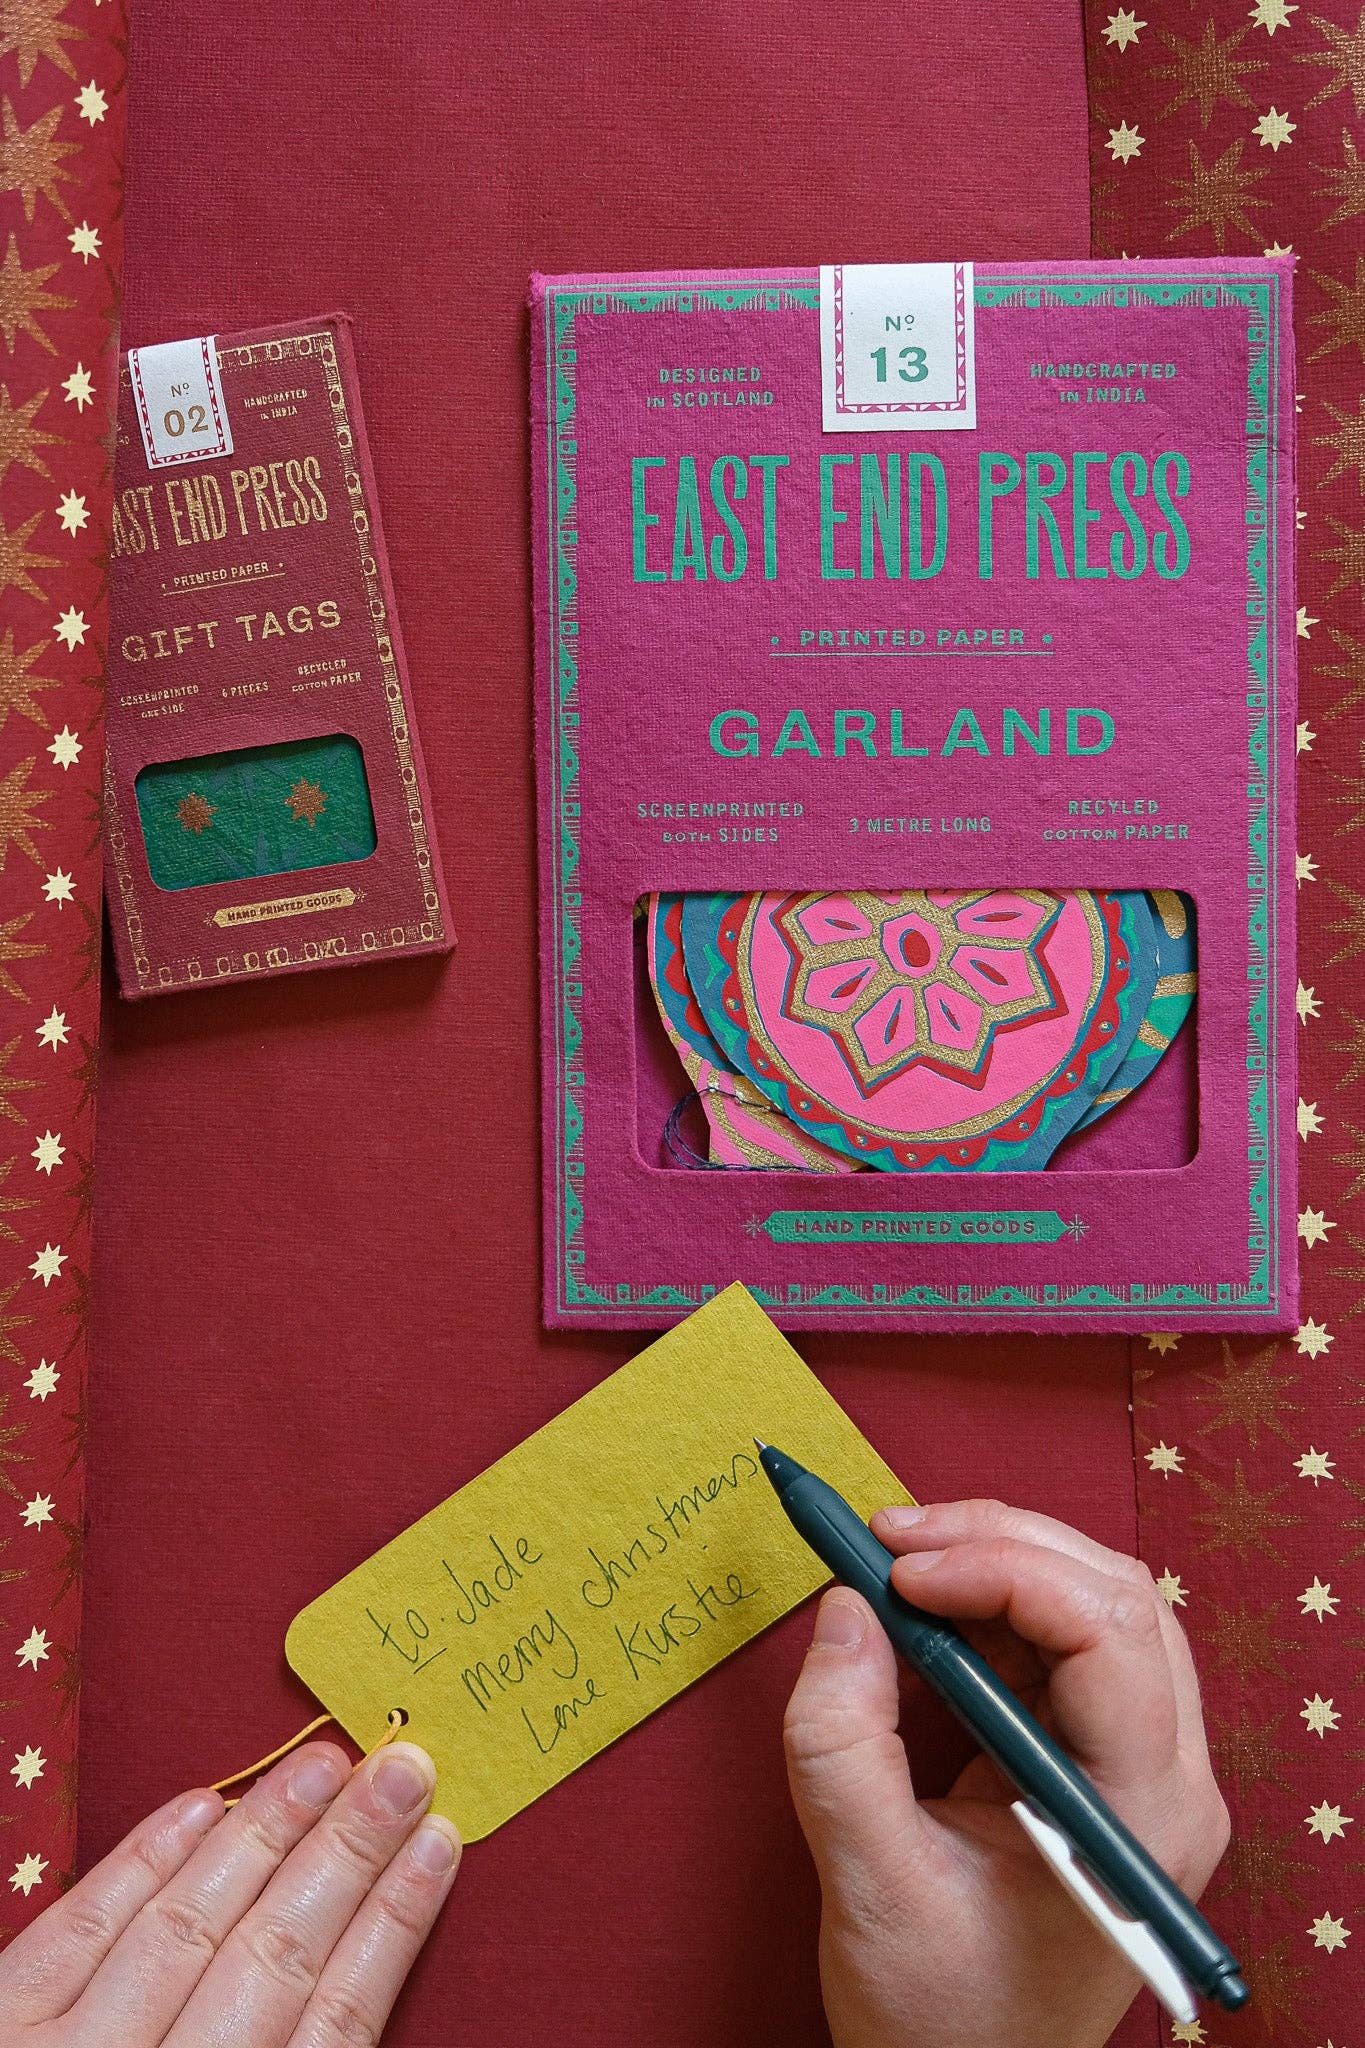 Nº
02
HANDCRAFTED
IN INDIA
EAST END PRESS
• PRINTED PAPER •
GIFT TAGS
SCREENPRINTED
ONE SIDE
6 PIECES
RECYCLED
COTTON PAPER
HAND PRINTED GOODS
Nº
13
DESIGNED
IN SCOTLAND
HANDCRAFTED
IN INDIA
EAST END PRESS
• PRINTED PAPER •
GARLAND
SCREENPRINTED
BOTH SIDES
3 METRE LONG
RECYLED
COTTON PAPER
HAND PRINTED GOODS
to. Jade
Merry Christmas
Love Kirstie